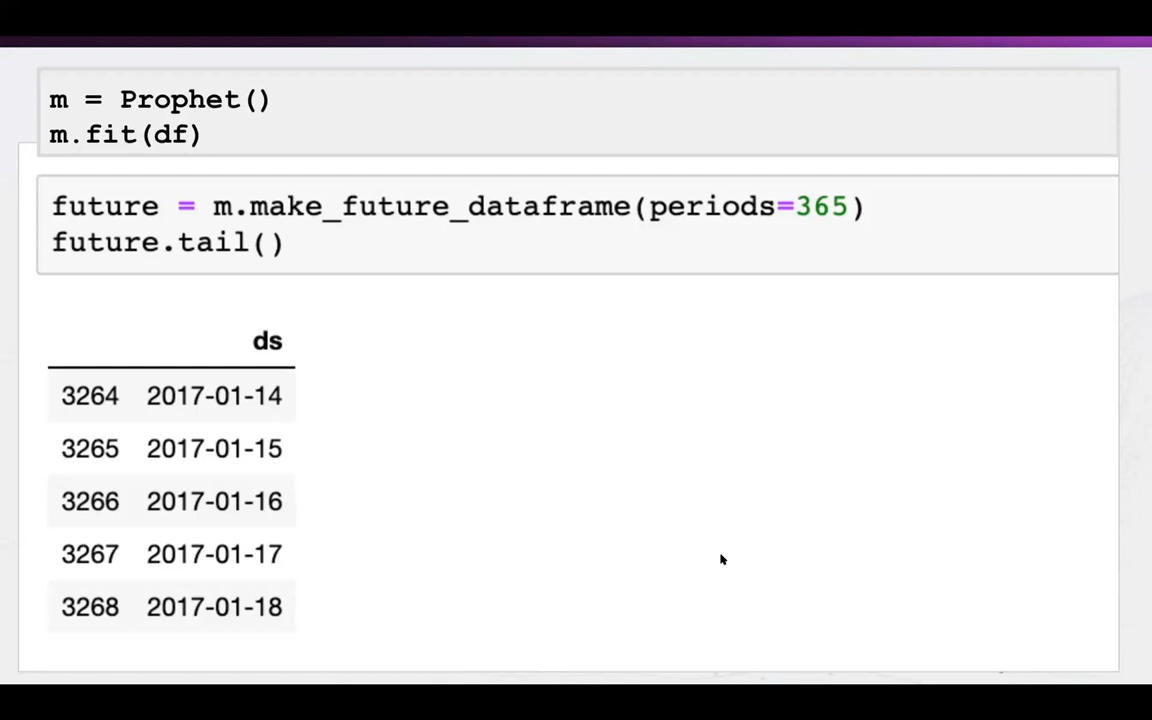 m = Prophet()
m.fit(df)
future = m.make_future_dataframe(periods=365)
future.tail()
ds
3264 2017-01-14
3265 2017-01-15
3266 2017-01-16
3267 2017-01-17
3268 2017-01-18